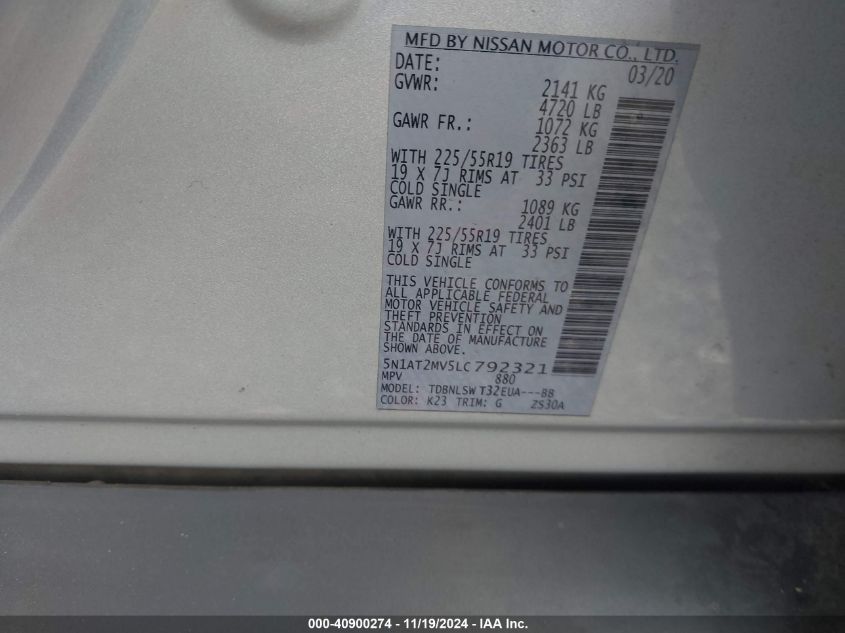 MFD BY NISSAN MOTOR CO., LTD.
DATE: 03/20
GVWR: 2141 KG
4720 LB
GAWR FR.: 1072 KG
2363 LB
WITH 225/55R19 TIRES
19 X 7J RIMS AT 33 PSI
COLD SINGLE
GAWR RR.: 1089 KG
2401 LB
WITH 225/55R19 TIRES
19 X 7J RIMS AT 33 PSI
COLD SINGLE
THIS VEHICLE CONFORMS TO
ALL APPLICABLE FEDERAL
MOTOR VEHICLE SAFETY AND
THEFT PREVENTION
STANDARDS IN EFFECT ON
THE DATE OF MANUFACTURE
SHOWN ABOVE.
5N1AT2MV5LC792321
MPV 880
MODEL: TDBNLSW T32EUA---BB
COLOR: K23 TRIM: G ZS30A
000-40900274 - 11/19/2024 - IAA Inc.